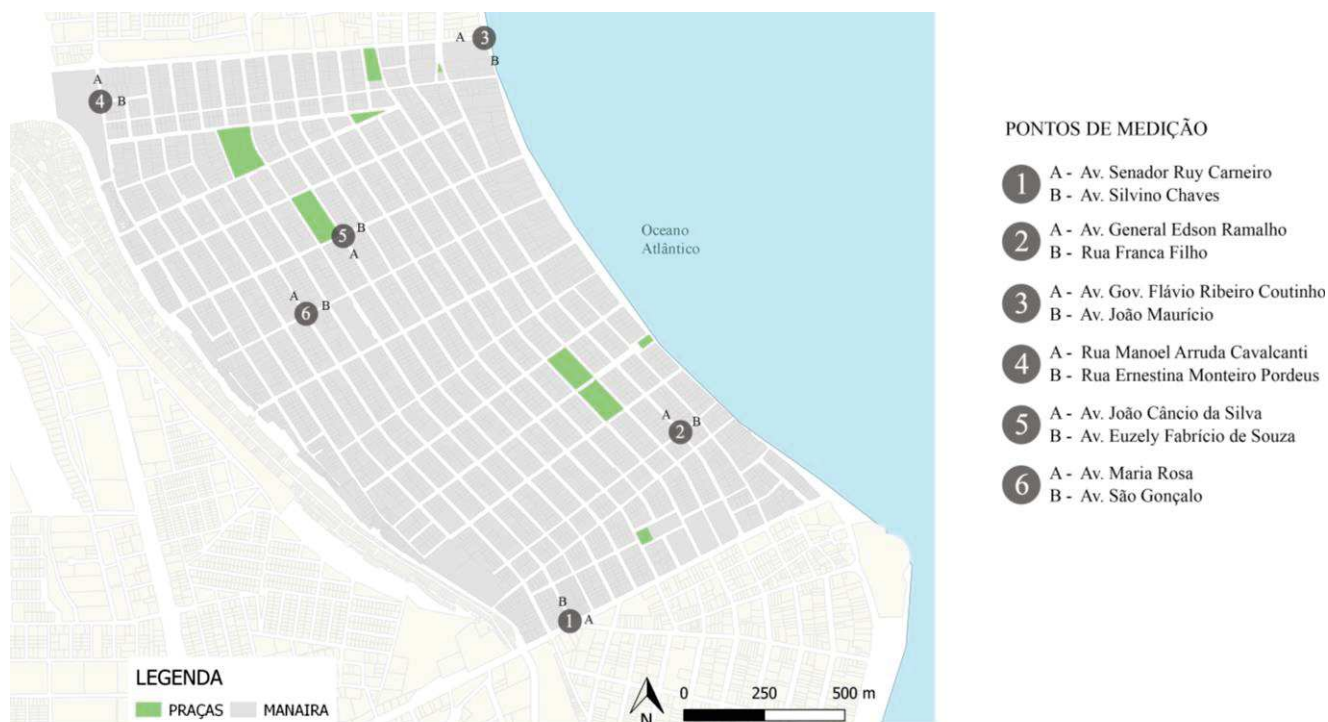 A 3
B
A
4 B
B
5
A
A
6 B
Oceano
Atlântico
A
B
2
B
1 A
LEGENDA
PRAÇAS MANAIRA
N
0 250 500 m
PONTOS DE MEDIÇÃO
1
A - Av. Senador Ruy Carneiro
B - Av. Silvino Chaves
2
A - Av. General Edson Ramalho
B - Rua Franca Filho
3
A - Av. Gov. Flávio Ribeiro Coutinho
B - Av. João Maurício
4
A - Rua Manoel Arruda Cavalcanti
B - Rua Ernestina Monteiro Pordeus
5
A - Av. João Câncio da Silva
B - Av. Euzely Fabrício de Souza
6
A - Av. Maria Rosa
B - Av. São Gonçalo